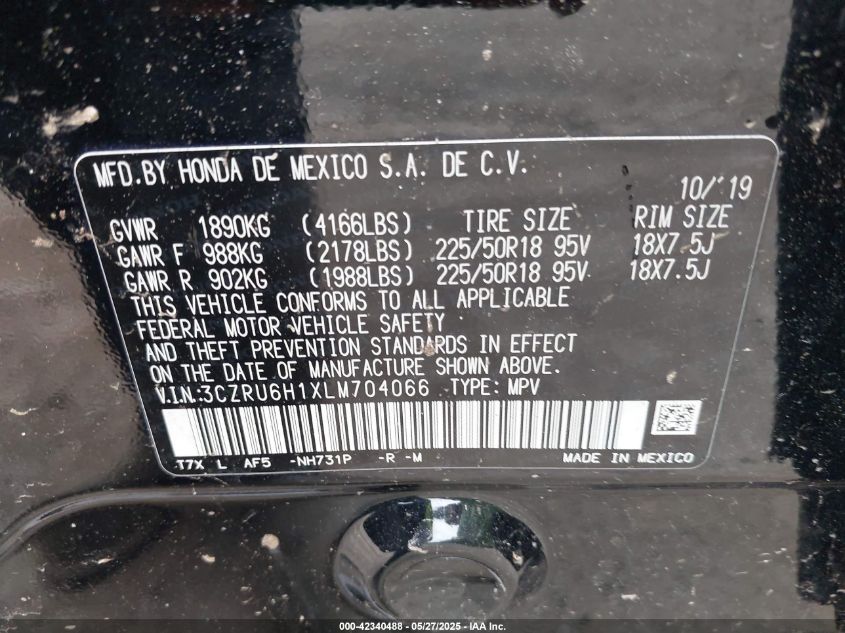 MFD.BY HONDA DE MEXICO S.A. DE C.V.
10/'19
GVWR 1890KG (4166LBS) TIRE SIZE RIM SIZE
GAWR F 988KG (2178LBS) 225/50R18 95V 18X7.5J
GAWR R 902KG (1988LBS) 225/50R18 95V 18X7.5J
THIS VEHICLE CONFORMS TO ALL APPLICABLE
FEDERAL MOTOR VEHICLE SAFETY
AND THEFT PREVENTION STANDARDS IN EFFECT
ON THE DATE OF MANUFACTURE SHOWN ABOVE.
V.I.N:3CZRU6H1XLM704066 TYPE: MPV
T7X L AF5 -NH731P -R -M MADE IN MEXICO
000-42340488 - 05/27/2025 - IAA Inc.